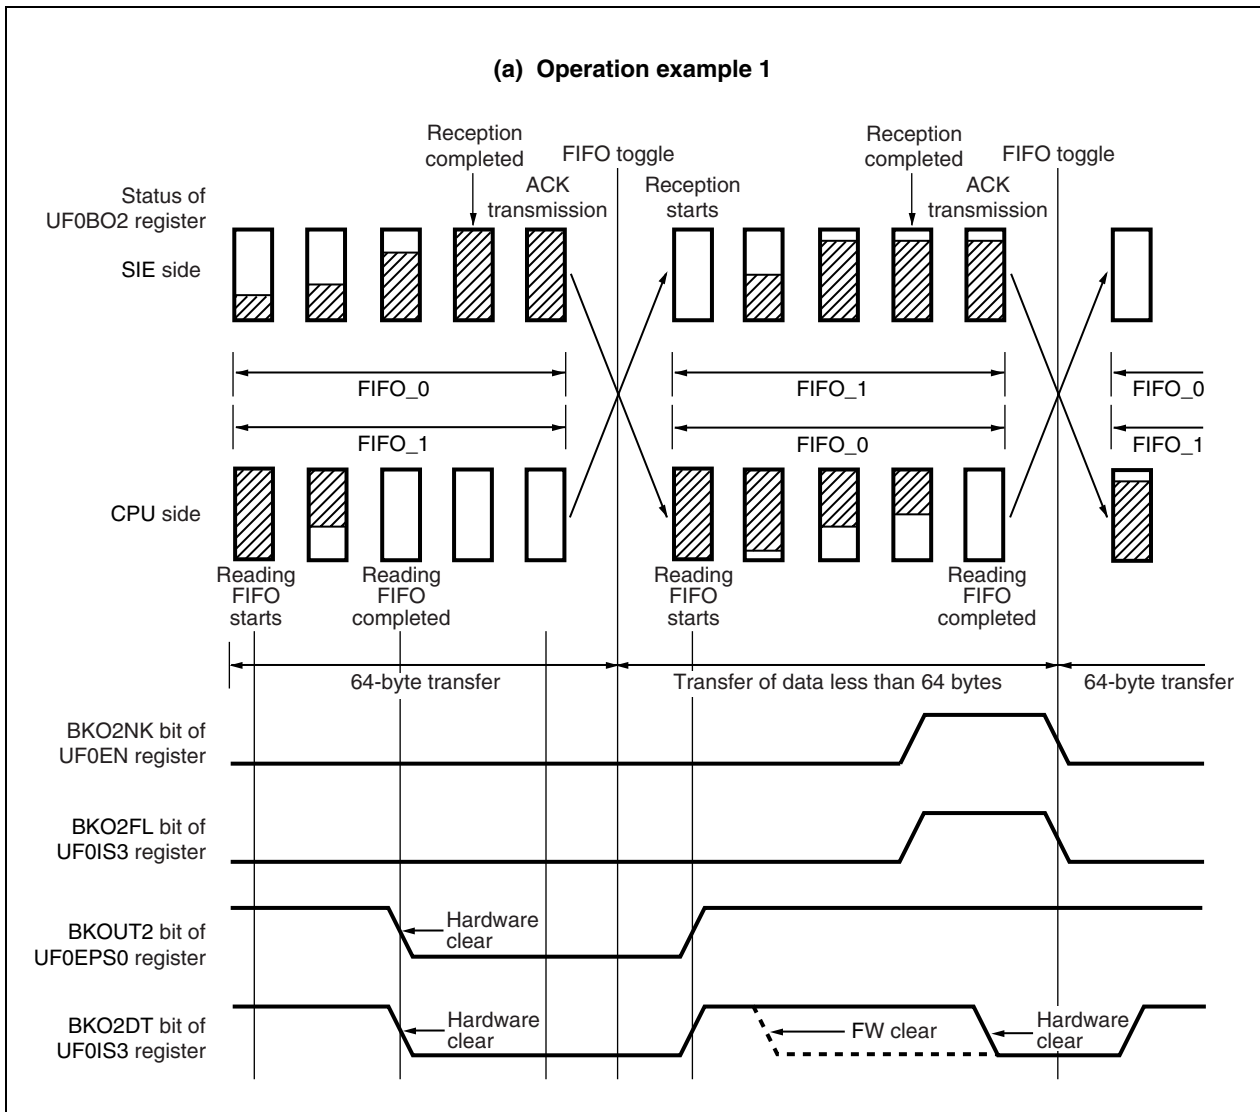 (a) Operation example 1
Reception
completed
FIFO toggle
Reception
completed
FIFO toggle
Status of
UF0BO2 register
ACK
transmission
Reception
starts
ACK
transmission
SIE side
FIFO_0
FIFO_1
FIFO_0
FIFO_1
FIFO_0
FIFO_1
CPU side
Reading
FIFO
starts
Reading
FIFO
completed
Reading
FIFO
starts
Reading
FIFO
completed
64-byte transfer
Transfer of data less than 64 bytes
64-byte transfer
BKO2NK bit of
UF0EN register
BKO2FL bit of
UF0IS3 register
BKOUT2 bit of
UF0EPS0 register
Hardware
clear
BKO2DT bit of
UF0IS3 register
Hardware
clear
FW clear
Hardware
clear